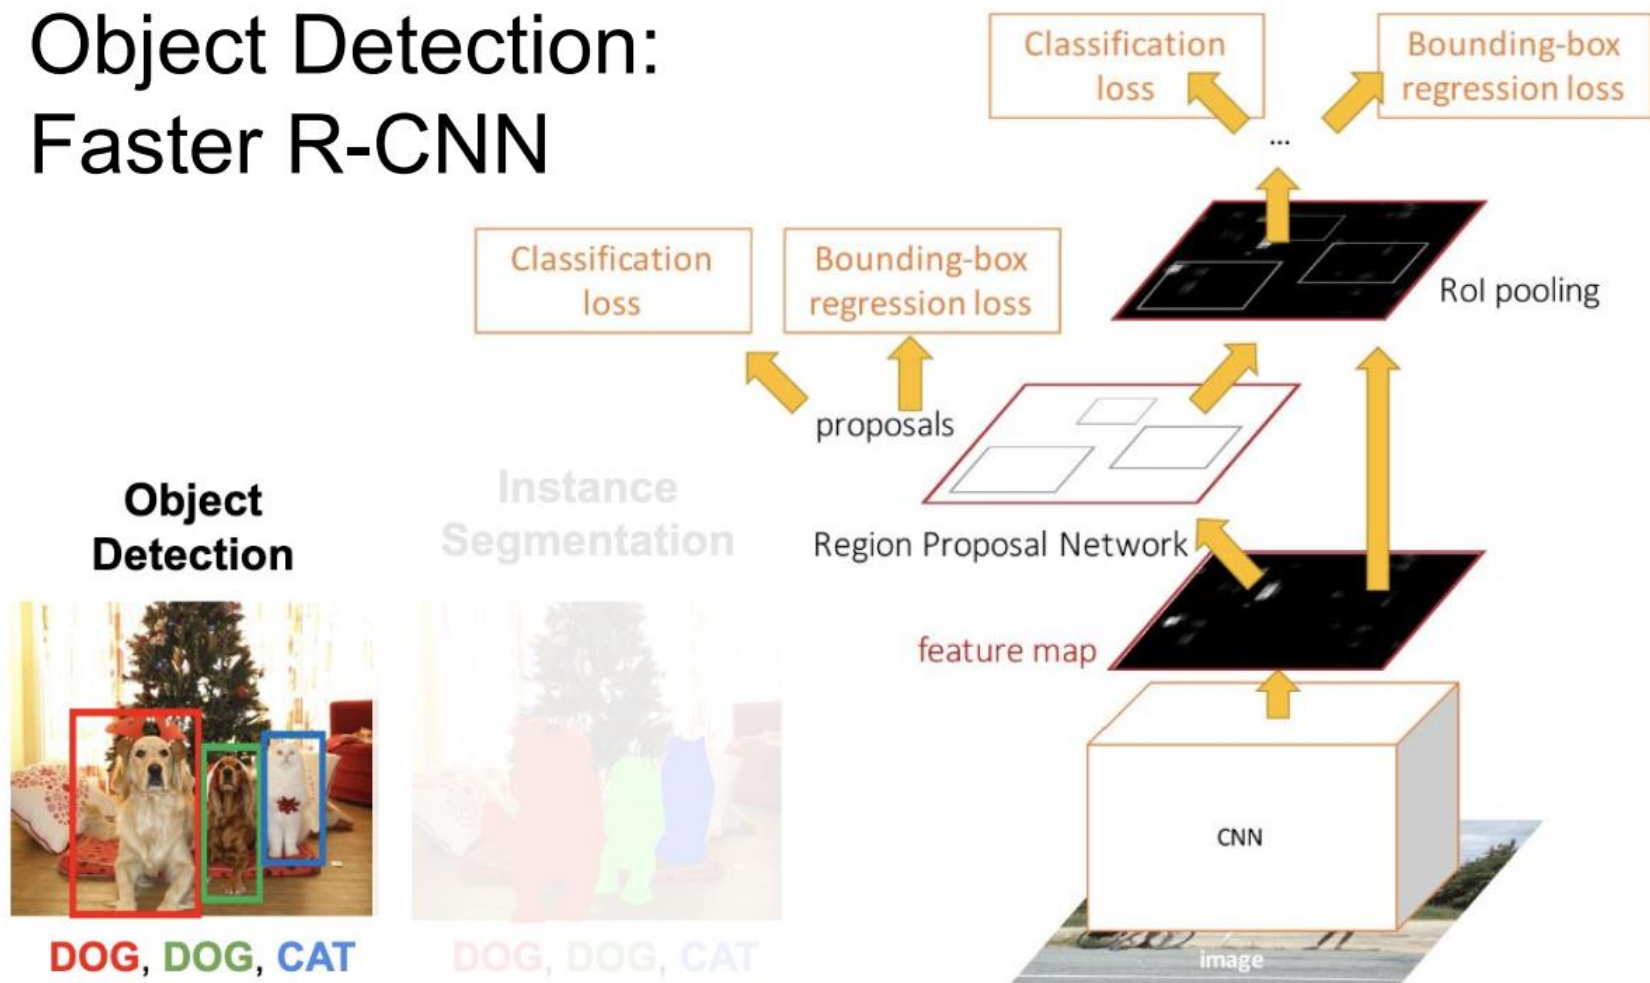 Object Detection:
Faster R-CNN
Classification
loss
Bounding-box
regression loss
...
RoI pooling
Classification
loss
Bounding-box
regression loss
proposals
Region Proposal Network
feature map
CNN
image
Object
Detection
DOG, DOG, CAT
Instance
Segmentation
DOG, DOG, CAT